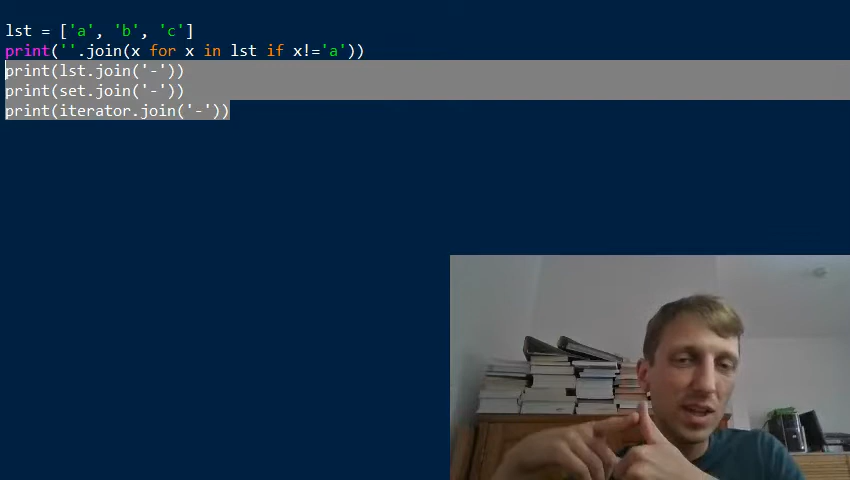 lst = ['a', 'b', 'c']
print(''.join(x for x in lst if x!='a'))
print(lst.join('-'))
print(set.join('-'))
print(iterator.join('-'))